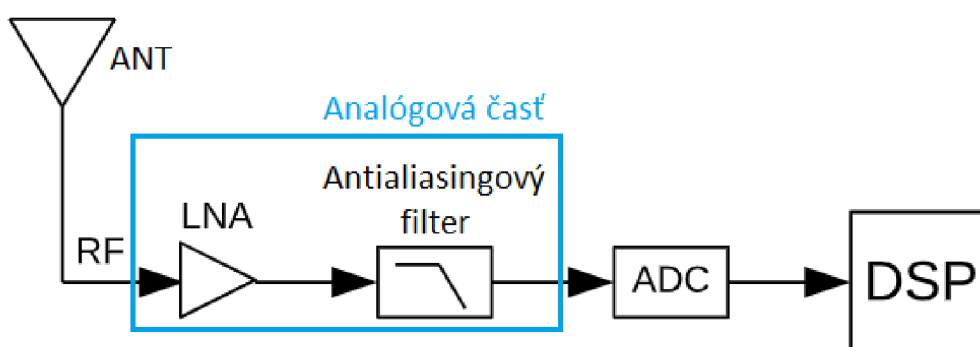 ANT
Analógová časť
Antialiasingový
filter
LNA
RF
ADC
DSP